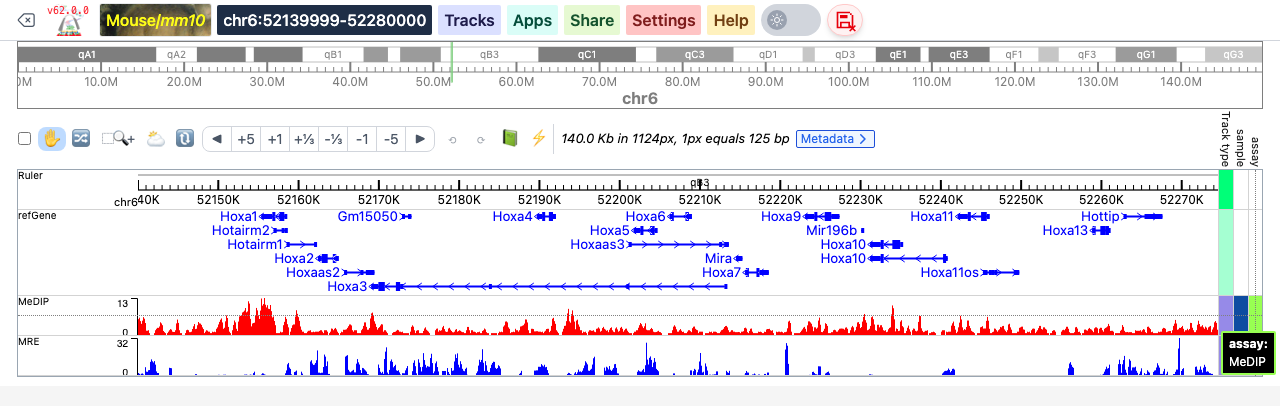 v62.0.0
Mouse/mm10 chr6:52139999-52280000 Tracks Apps Share Settings Help
qA1 qA2 qB1 qB3 qC1 qC3 qD1 qD3 qE1 qE3 qF1 qF3 qG1 qG3
0M 10.0M 20.0M 30.0M 40.0M 50.0M 60.0M 70.0M 80.0M 90.0M 100.0M 110.0M 120.0M 130.0M 140.0M
chr6
+5 +1 +⅓ -⅓ -1 -5 140.0 Kb in 1124px, 1px equals 125 bp Metadata
Track type sample assay
Ruler
chr6 40K 52150K 52160K 52170K 52180K 52190K 52200K 52210K 52220K 52230K 52240K 52250K 52260K 52270K
refGene Hoxa1 Gm15050 Hoxa4 Hoxa6 Hoxa9 Hoxa11 Hottip
Hotairm2 Hoxa5 Mir196b Hoxa13
Hotairm1 Hoxaas3 Hoxa10
Hoxa2 Mira Hoxa10
Hoxaas2 Hoxa7 Hoxa11os
Hoxa3
MeDIP 13
0
MRE 32
0
assay:
MeDIP